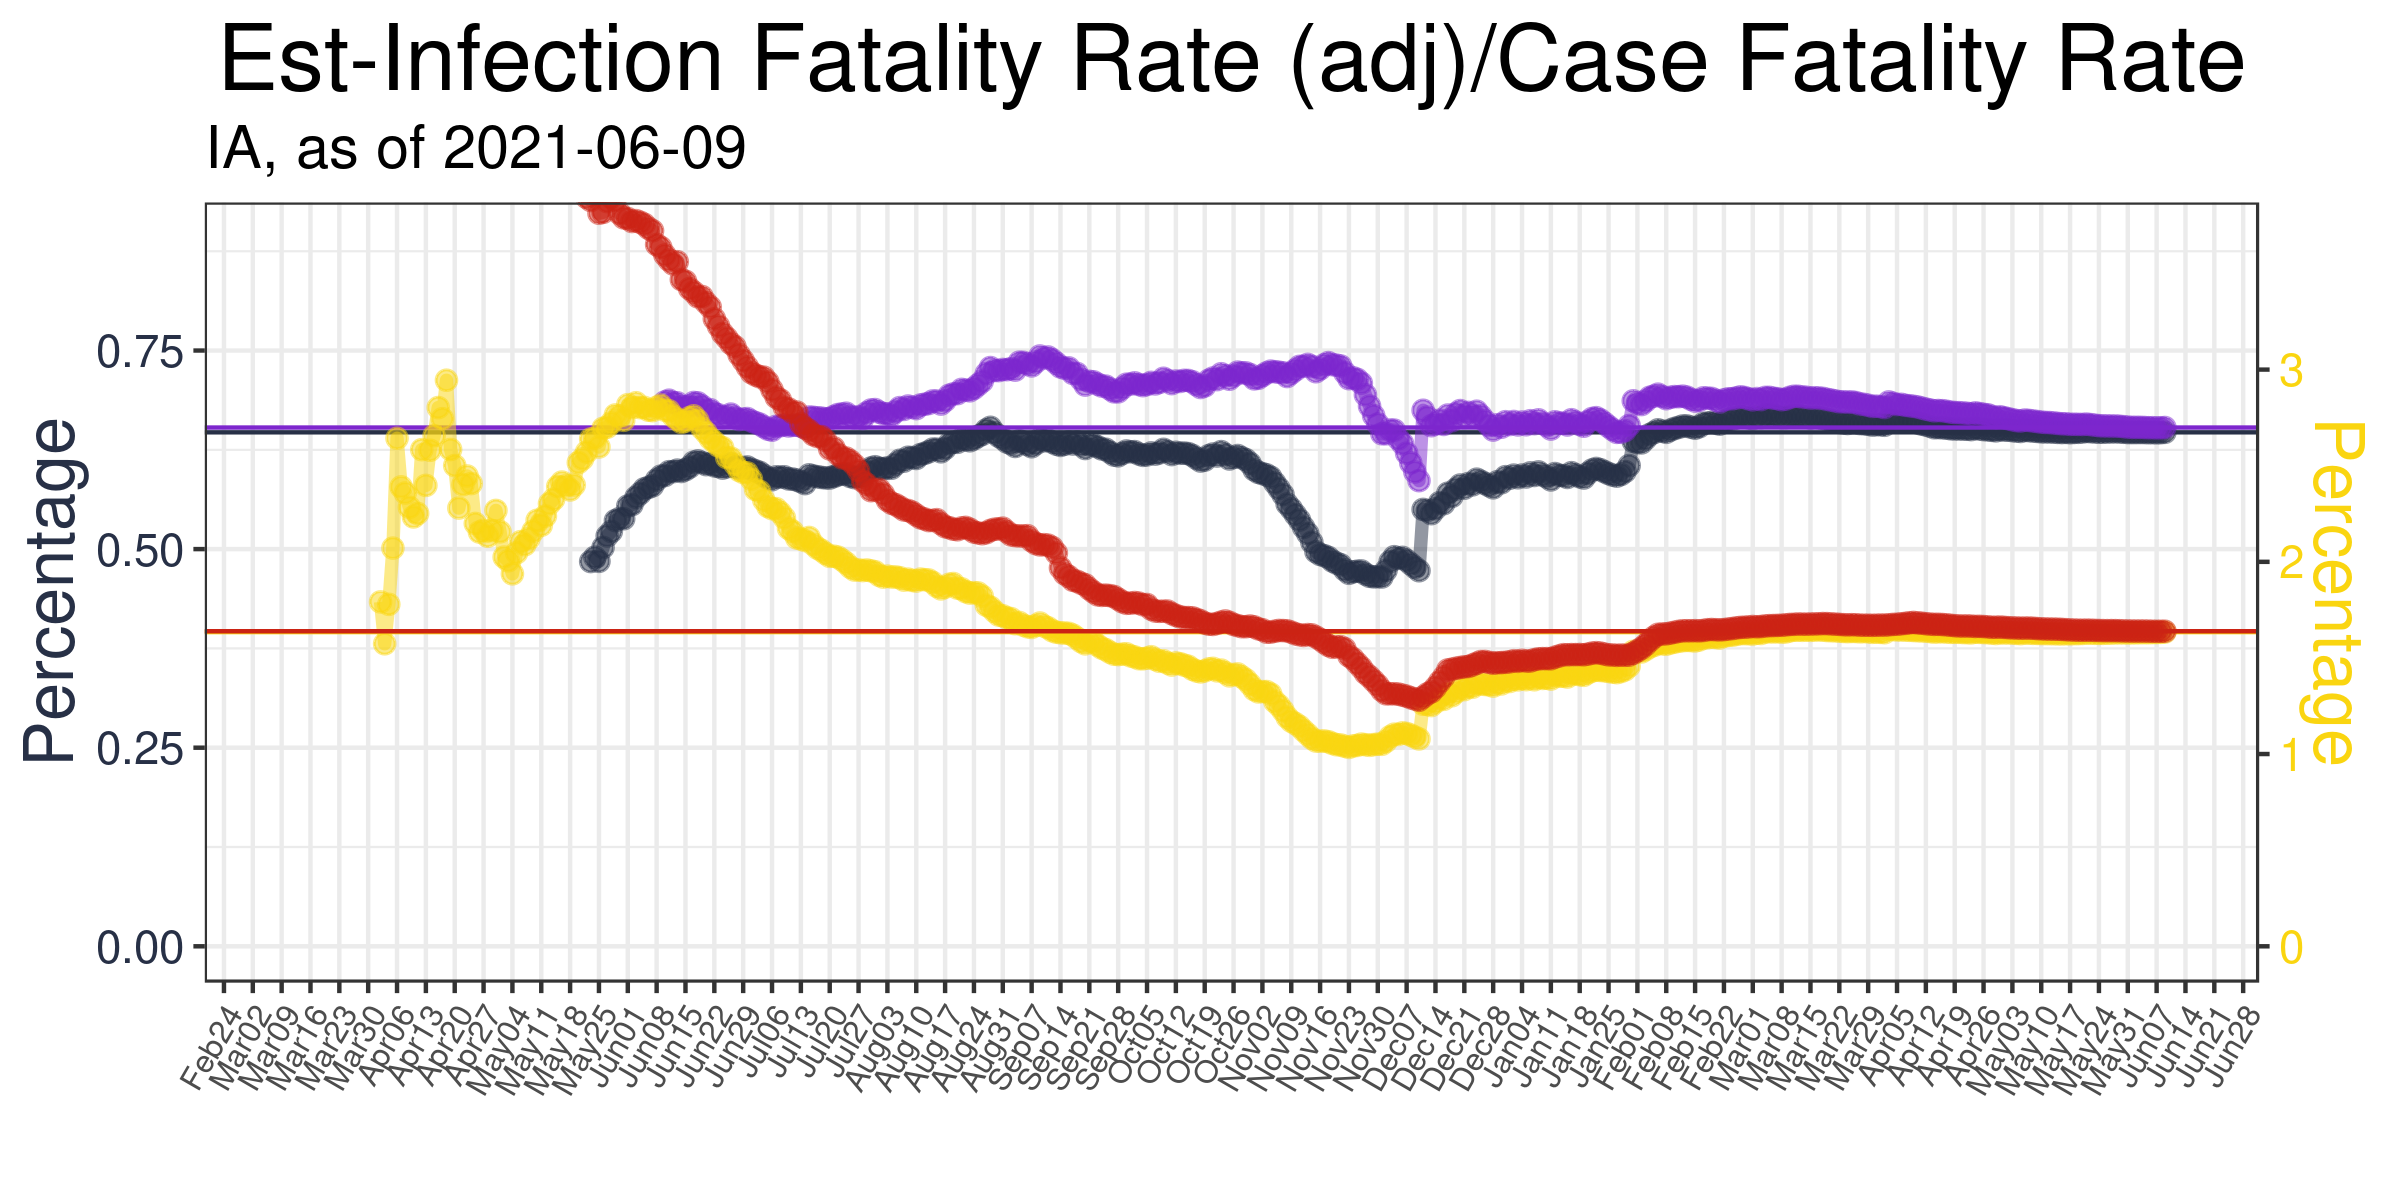 Est-Infection Fatality Rate (adj)/Case Fatality Rate
IA, as of 2021-06-09
Percentage
0.75
0.50
0.25
0.00
3
2
1
0
Percentage
Feb24
Mar02
Mar09
Mar16
Mar23
Mar30
Apr06
Apr13
Apr20
Apr27
May04
May11
May18
May25
Jun01
Jun08
Jun15
Jun22
Jun29
Jul06
Jul13
Jul20
Jul27
Aug03
Aug10
Aug17
Aug24
Aug31
Sep07
Sep14
Sep21
Sep28
Oct05
Oct12
Oct19
Oct26
Nov02
Nov09
Nov16
Nov23
Nov30
Dec07
Dec14
Dec21
Dec28
Jan04
Jan11
Jan18
Jan25
Feb01
Feb08
Feb15
Feb22
Mar01
Mar08
Mar15
Mar22
Mar29
Apr05
Apr12
Apr19
Apr26
May03
May10
May17
May24
May31
Jun07
Jun14
Jun21
Jun28